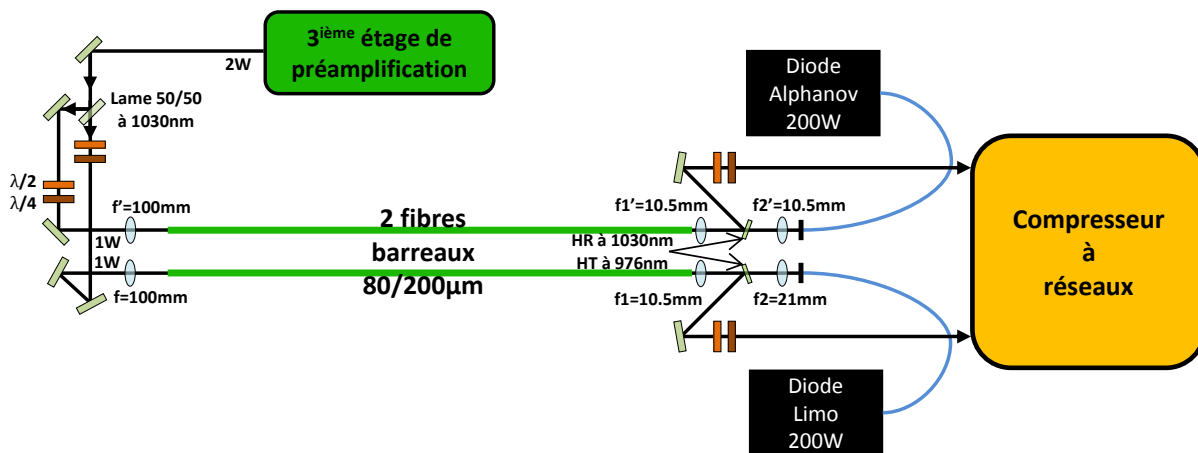 3ième étage de
préamplification
2W
Diode
Alphanov
200W
Lame 50/50
à 1030nm
λ/2
λ/4
f'=100mm
1W
1W
f=100mm
2 fibres
barreaux
80/200µm
f1'=10.5mm
f2'=10.5mm
HR à 1030nm
HT à 976nm
f1=10.5mm
f2=21mm
Compresseur
à
réseaux
Diode
Limo
200W